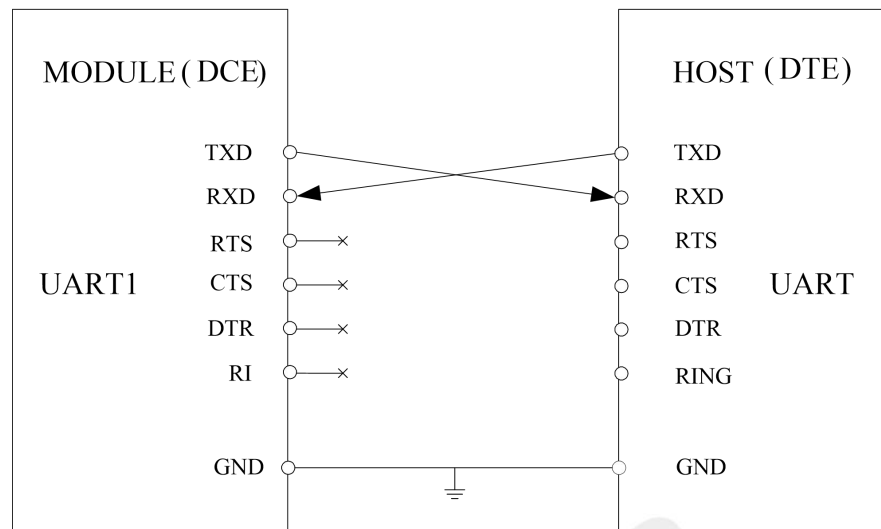 MODULE ( DCE) HOST (DTE)
TXD TXD
RXD RXD
RTS RTS
UART1 CTS CTS UART
DTR DTR
RI RING
GND GND